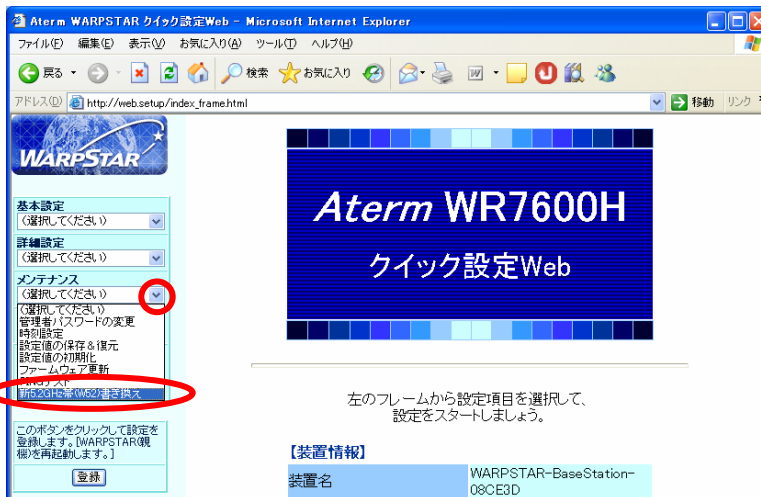 Aterm WARPSTAR クイック設定Web - Microsoft Internet Explorer
ファイル(F) 編集(E) 表示(V) お気に入り(A) ツール(T) ヘルプ(H)
戻る 検索 お気に入り
アドレス(D) http://web.setup/index_frame.html 移動 リンク
WARPSTAR
基本設定
(選択してください)
詳細設定
(選択してください)
メンテナンス
(選択してください)
(選択してください)
管理者パスワードの変更
時刻設定
設定値の保存＆復元
設定値の初期化
ファームウェア更新
PINGテスト
新5.2GHz帯(W52)書き換え
このボタンをクリックして設定を
登録します。[WARPSTAR(親
機)を再起動します。]
登録
Aterm WR7600H
クイック設定Web
左のフレームから設定項目を選択して、
設定をスタートしましょう。
【装置情報】
装置名 WARPSTAR-BaseStation-
08CE3D